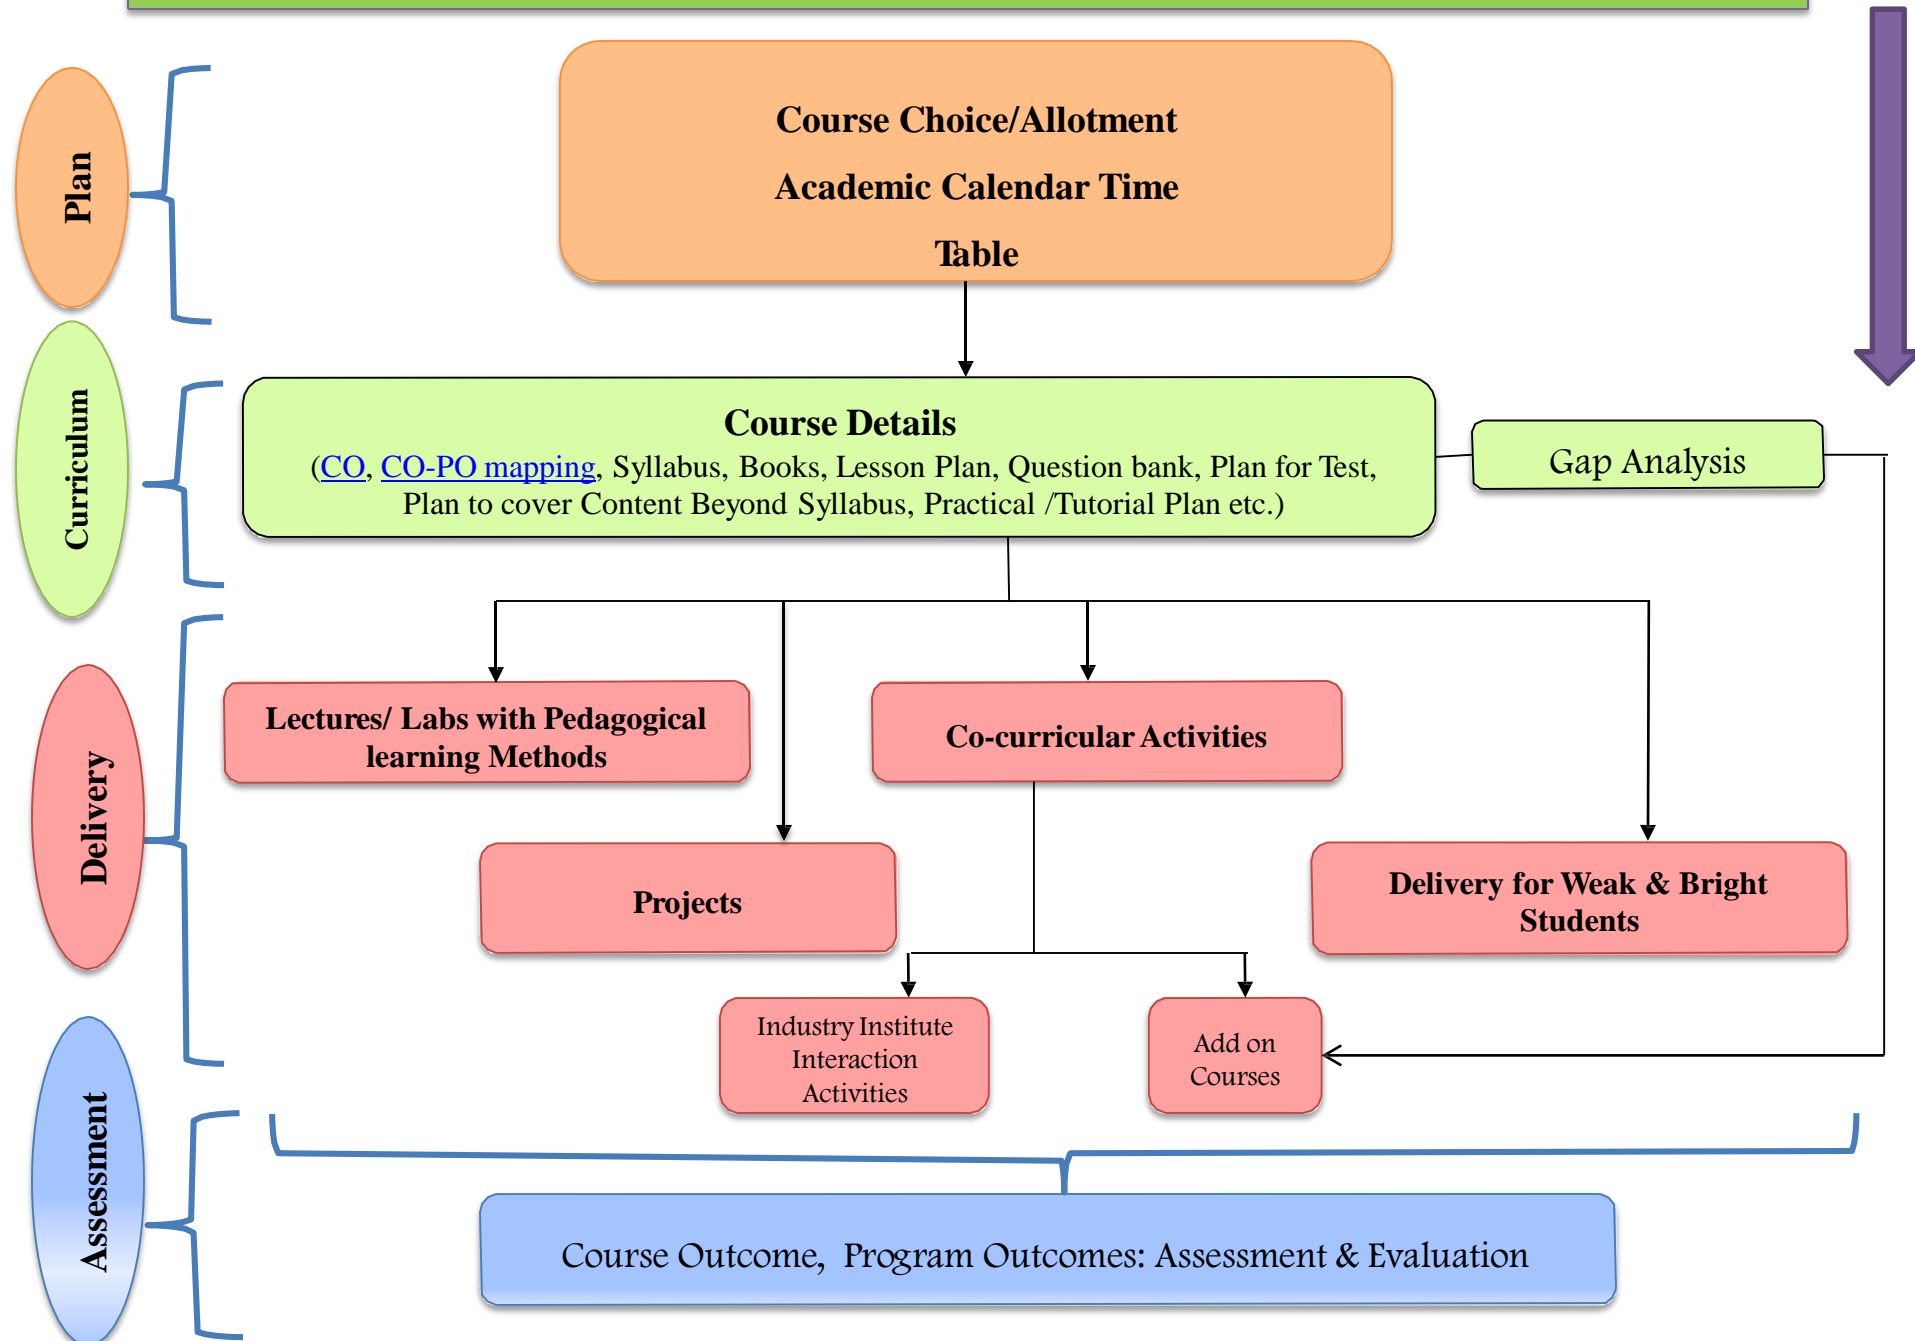 Plan
Course Choice/Allotment
Academic Calendar Time
Table
Curriculum
Course Details
(CO, CO-PO mapping, Syllabus, Books, Lesson Plan, Question bank, Plan for Test,
Plan to cover Content Beyond Syllabus, Practical /Tutorial Plan etc.)
Gap Analysis
Delivery
Lectures/ Labs with Pedagogical
learning Methods
Co-curricular Activities
Projects
Delivery for Weak & Bright
Students
Industry Institute
Interaction
Activities
Add on
Courses
Assessment
Course Outcome, Program Outcomes: Assessment & Evaluation